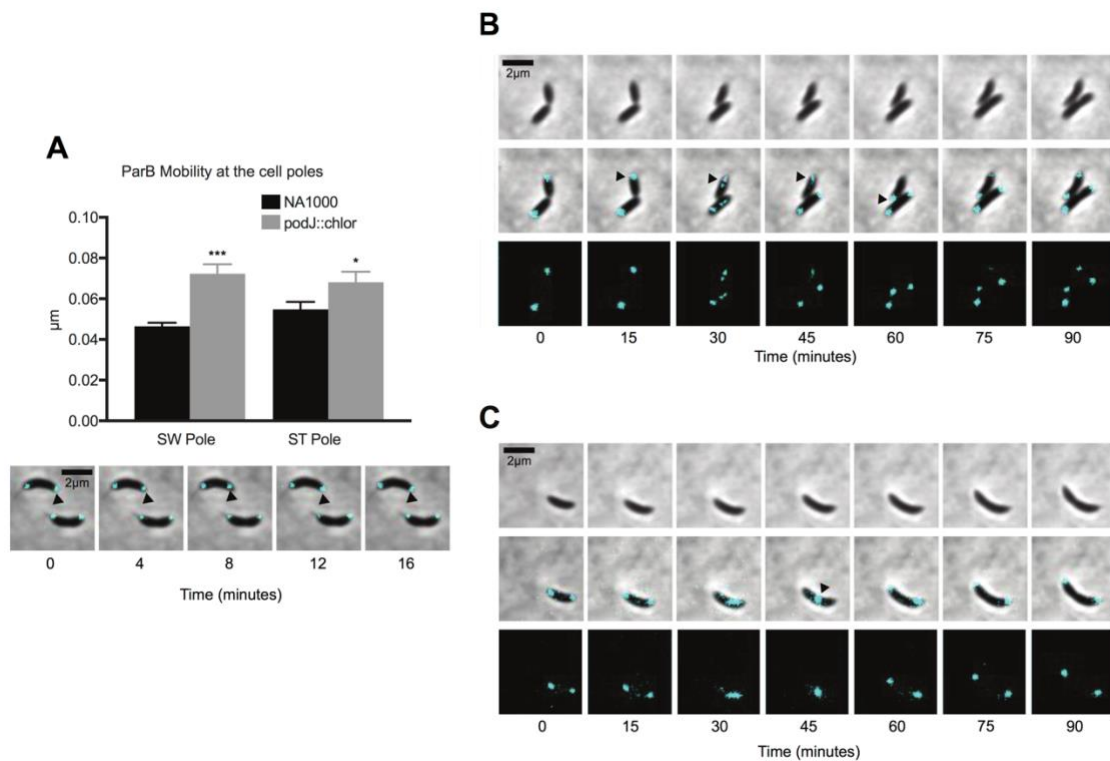 A
ParB Mobility at the cell poles
NA1000
podJ::chlor
0.10
0.08
0.06
0.04
0.02
0.00
µm
***
*
SW Pole
ST Pole
2µm
0 4 8 12 16
Time (minutes)
B
2µm
0 15 30 45 60 75 90
Time (minutes)
C
2µm
0 15 30 45 60 75 90
Time (minutes)